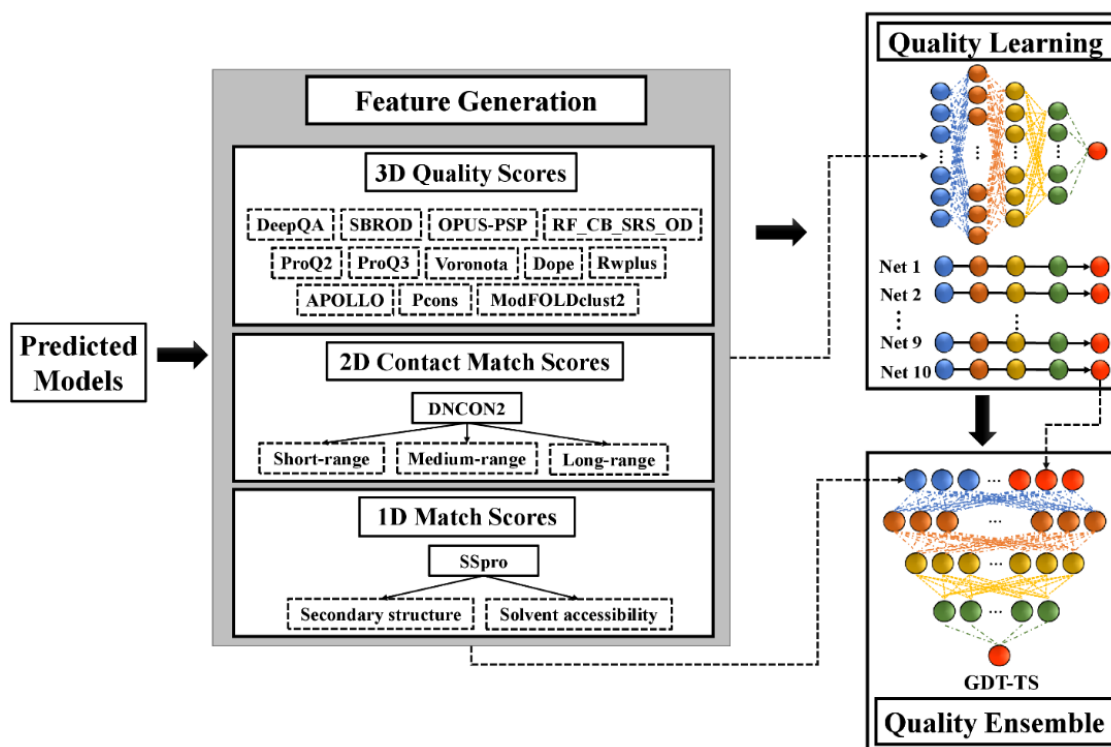 Predicted
Models
Feature Generation
3D Quality Scores
DeepQA SBROD OPUS-PSP RF_CB_SRS_OD
ProQ2 ProQ3 Voronota Dope Rwplus
APOLLO Pcons ModFOLDclust2
2D Contact Match Scores
DNCON2
Short-range Medium-range Long-range
1D Match Scores
SSpro
Secondary structure Solvent accessibility
Quality Learning
Net 1
Net 2
Net 9
Net 10
GDT-TS
Quality Ensemble